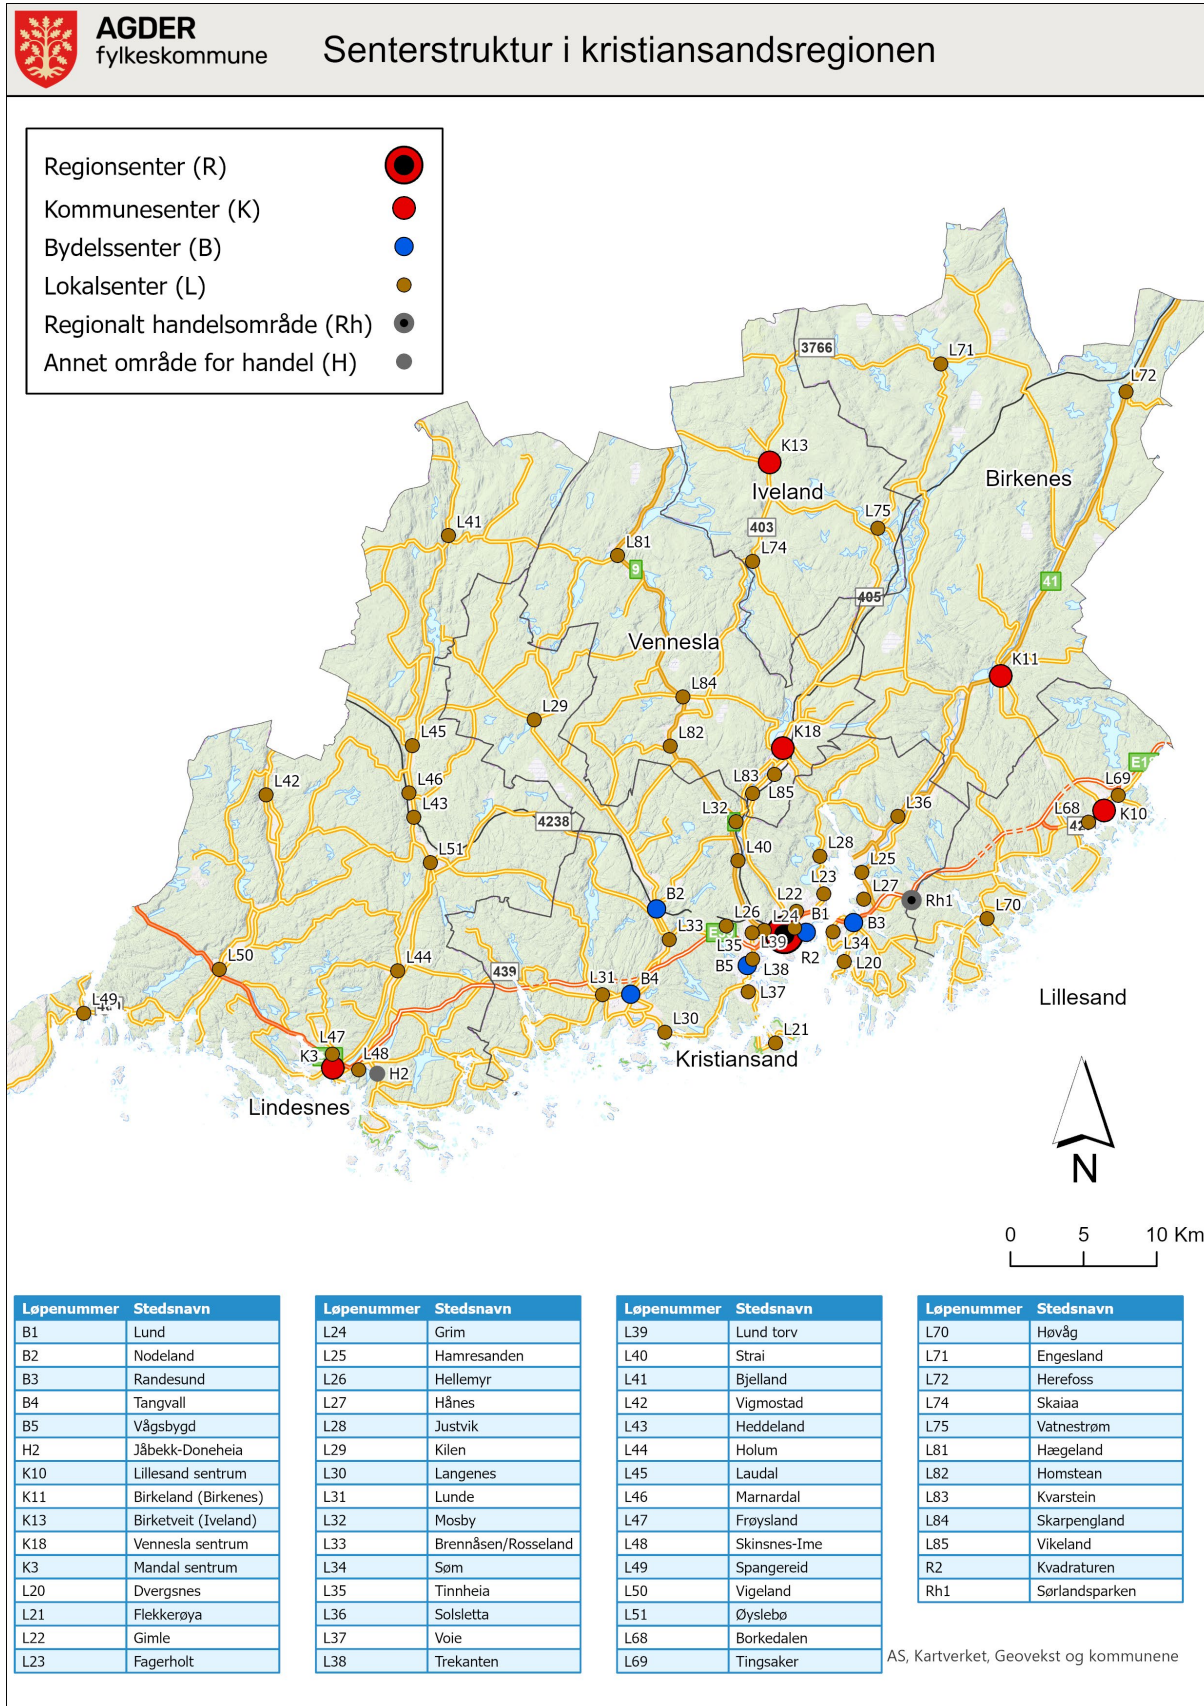 AGDER
fylkeskommune
Senterstruktur i kristiansandsregionen
Regionsenter (R)
Kommunesenter (K)
Bydelssenter (B)
Lokalsenter (L)
Regionalt handelsområde (Rh)
Annet område for handel (H)
3766
L71
L72
K13
Iveland
Birkenes
L41
L75
403
L81
L74
9
405
41
Vennesla
K11
L84
L29
K18
L45
L82
E18
L42
L46
L83
L69
L43
L85
L36
L68
K10
L32
4238
42
L51
L40
L28
L25
B2
L23
L27
L22
Rh1
L26
L24
B1
L70
L33
B3
L35
L39
L34
L50
L44
R2
439
B5
L38
L20
L31
B4
L37
L49
Lillesand
L30
L21
L47
Kristiansand
K3
L48
H2
Lindesnes
N
0 5 10 Km
Løpenummer Stedsnavn
B1 Lund
B2 Nodeland
B3 Randesund
B4 Tangvall
B5 Vågsbygd
H2 Jåbekk-Doneheia
K10 Lillesand sentrum
K11 Birkeland (Birkenes)
K13 Birketveit (Iveland)
K18 Vennesla sentrum
K3 Mandal sentrum
L20 Dvergsnes
L21 Flekkerøya
L22 Gimle
L23 Fagerholt
Løpenummer Stedsnavn
L24 Grim
L25 Hamresanden
L26 Hellemyr
L27 Hånes
L28 Justvik
L29 Kilen
L30 Langenes
L31 Lunde
L32 Mosby
L33 Brennåsen/Rosseland
L34 Søm
L35 Tinnheia
L36 Solsletta
L37 Voie
L38 Trekanten
Løpenummer Stedsnavn
L39 Lund torv
L40 Strai
L41 Bjelland
L42 Vigmostad
L43 Heddeland
L44 Holum
L45 Laudal
L46 Marnardal
L47 Frøysland
L48 Skinsnes-Ime
L49 Spangereid
L50 Vigeland
L51 Øyslebø
L68 Borkedalen
L69 Tingsaker
Løpenummer Stedsnavn
L70 Høvåg
L71 Engesland
L72 Herefoss
L74 Skaiaa
L75 Vatnestrøm
L81 Hægeland
L82 Homstean
L83 Kvarstein
L84 Skarpengland
L85 Vikeland
R2 Kvadraturen
Rh1 Sørlandsparken
AS, Kartverket, Geovekst og kommunene